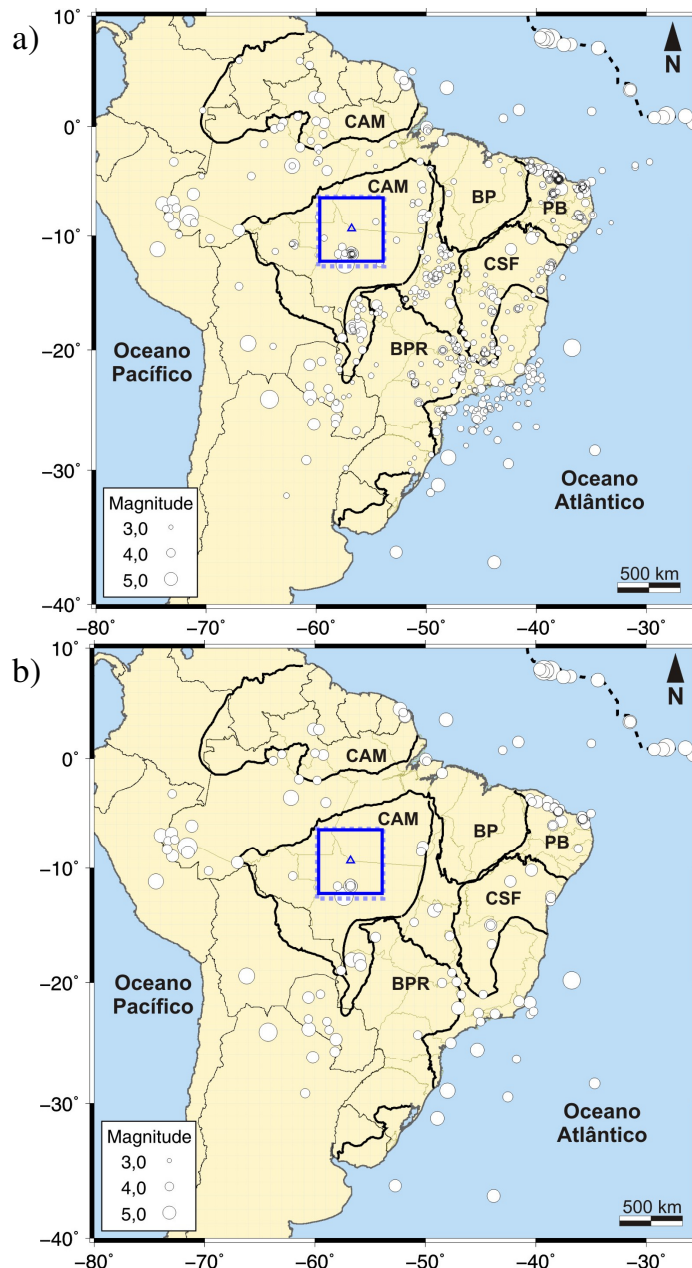 a)
10°
0°
−10°
−20°
−30°
−40°
N
CAM
CAM
BP
PB
CSF
BPR
Oceano
Pacífico
Oceano
Atlântico
Magnitude
3,0
4,0
5,0
500 km
−80 −70 −60 −50 −40 −30
b)
10°
0°
−10°
−20°
−30°
−40°
N
CAM
CAM
BP
PB
CSF
BPR
Oceano
Pacífico
Oceano
Atlântico
Magnitude
3,0
4,0
5,0
500 km
−80 −70 −60 −50 −40 −30